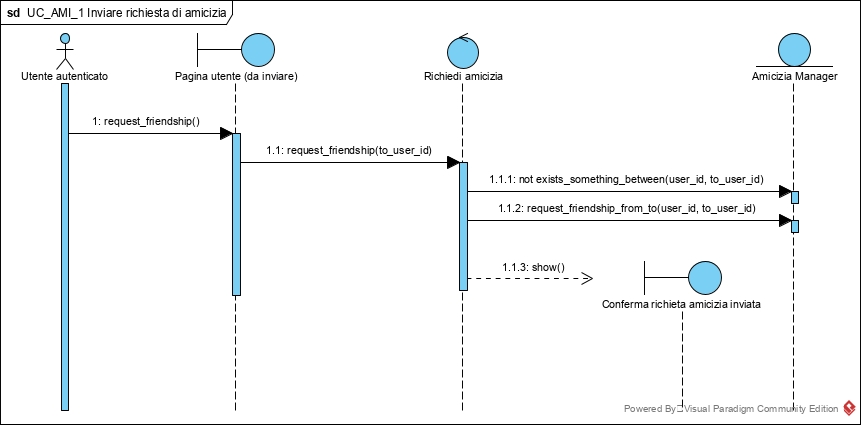 sd UC_AMI_1 Inviare richiesta di amicizia
Utente autenticato
Pagina utente (da inviare)
Richiedi amicizia
Amicizia Manager
1: request_friendship()
1.1: request_friendship(to_user_id)
1.1.1: not exists_something_between(user_id, to_user_id)
1.1.2: request_friendship_from_to(user_id, to_user_id)
1.1.3: show()
Conferma richieta amicizia inviata
Powered By Visual Paradigm Community Edition